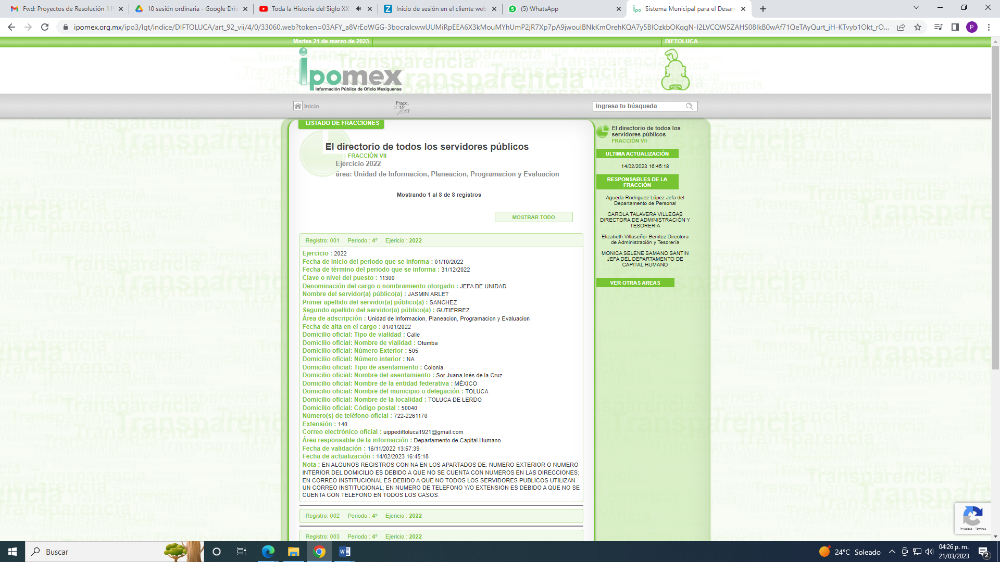 Fwd: Proyectos de Resolución 11°
10 sesión ordinaria - Google Driv
Toda la Historia del Siglo XX
Inicio de sesión en el cliente web
(5) WhatsApp
Sistema Municipal para el Desarr
ipomex.org.mx/ipo3/lgt/indice/DIFTOLUCA/art_92_vii/4/0/33060.web?token=
P
Martes 21 de marzo de 2023
DIFTOLUCA
ipomex
Información Pública de Oficio Mexiquense
Transparencia
Inicio
Fracc.
2017
Ingresa tu búsqueda
LISTADO DE FRACCIONES
El directorio de todos los servidores públicos
FRACCIÓN VII
Ejercicio 2022
área: Unidad de Informacion, Planeacion, Programacion y Evaluacion
Mostrando 1 al 8 de 8 registros
MOSTRAR TODO
Registro: 001 Periodo : 4° Ejercicio : 2022
Ejercicio : 2022
Fecha de inicio del periodo que se informa : 01/10/2022
Fecha de término del periodo que se informa : 31/12/2022
Clave o nivel del puesto : 11300
Denominación del cargo o nombramiento otorgado : JEFA DE UNIDAD
Nombre del servidor(a) público(a) : JASMIN ARLET
Primer apellido del servidor(a) público(a) : SANCHEZ
Segundo apellido del servidor(a) público(a) : GUTIERREZ
Área de adscripción : Unidad de Informacion, Planeacion, Programacion y Evaluacion
Fecha de alta en el cargo : 01/01/2022
Domicilio oficial: Tipo de vialidad : Calle
Domicilio oficial: Nombre de vialidad : Otumba
Domicilio oficial: Número Exterior : 505
Domicilio oficial: Número interior : NA
Domicilio oficial: Tipo de asentamiento : Colonia
Domicilio oficial: Nombre del asentamiento : Sor Juana Inés de la Cruz
Domicilio oficial: Nombre de la entidad federativa : MÉXICO
Domicilio oficial: Nombre del municipio o delegación : TOLUCA
Domicilio oficial: Nombre de la localidad : TOLUCA DE LERDO
Domicilio oficial: Código postal : 50040
Número(s) de teléfono oficial : 722-2261170
Extensión : 140
Correo electrónico oficial : uippediftoluca1921@gmail.com
Área responsable de la información : Departamento de Capital Humano
Fecha de validación : 16/11/2022 13:57:39
Fecha de actualización : 14/02/2023 16:45:18
Nota : EN ALGUNOS REGISTROS CON NA EN LOS APARTADOS DE: NUMERO EXTERIOR O NUMERO
INTERIOR DEL DOMICILIO ES DEBIDO A QUE NO SE CUENTA CON NUMEROS EN LAS DIRECCIONES;
EN CORREO INSTITUCIONAL ES DEBIDO A QUE NO TODOS LOS SERVIDORES PUBLICOS UTILIZAN
UN CORREO INSTITUCIONAL; EN NUMERO DE TELEFONO Y/O EXTENSION ES DEBIDO A QUE NO SE
CUENTA CON TELEFONO EN TODOS LOS CASOS.
Registro: 002 Periodo : 4° Ejercicio : 2022
Registro: 003 Periodo : 4° Ejercicio : 2022
El directorio de todos los
servidores públicos
FRACCIÓN VII
ULTIMA ACTUALIZACIÓN
14/02/2023 16:45:18
RESPONSABLES DE LA
FRACCIÓN
Agueda Rodriguez López Jefa del
Departamento de Personal
CAROLA TALAVERA VILLEGAS
DIRECTORA DE ADMINISTRACIÓN Y
TESORERIA
Elizabeth Villaseñor Benitez Directora
de Administración y Tesorería
MONICA SELENE SAMANO SANTIN
JEFA DEL DEPARTAMENTO DE
CAPITAL HUMANO
VER OTRAS AREAS
Privacidad - Términos
Buscar
24°C Soleado
04:26 p. m.
21/03/2023
2